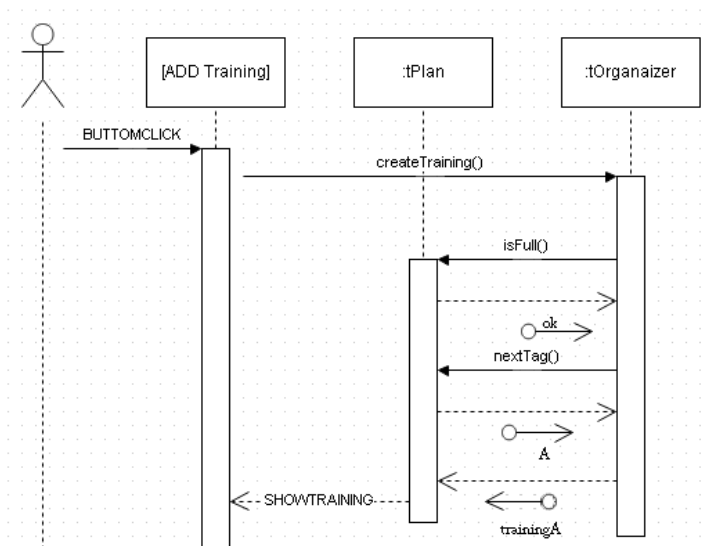 [ADD Training]
:tPlan
:tOrganaizer
BUTTOMCLICK
createTraining()
isFull()
ok
nextTag()
A
SHOWTRAINING
trainingA